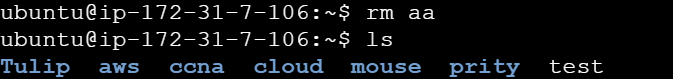 ubuntu@ip-172-31-7-106:~$ rm aa
ubuntu@ip-172-31-7-106:~$ ls
Tulip  aws  ccna  cloud  mouse  prity  test